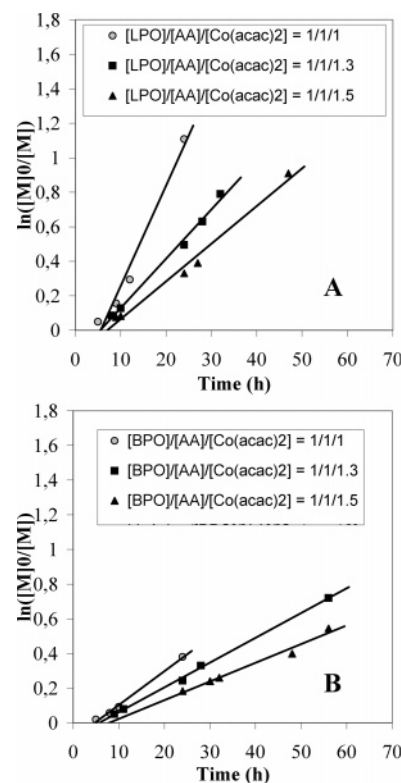 1,8
1,6
1,4
1,2
1
0,8
0,6
0,4
0,2
0
ln([M]0/[M])
[LPO]/[AA]/[Co(acac)2] = 1/1/1
[LPO]/[AA]/[Co(acac)2] = 1/1/1.3
[LPO]/[AA]/[Co(acac)2] = 1/1/1.5
A
0 10 20 30 40 50 60 70
Time (h)
1,8
1,6
1,4
1,2
1
0,8
0,6
0,4
0,2
0
ln([M]0/[M])
[BPO]/[AA]/[Co(acac)2] = 1/1/1
[BPO]/[AA]/[Co(acac)2] = 1/1/1.3
[BPO]/[AA]/[Co(acac)2] = 1/1/1.5
B
0 10 20 30 40 50 60 70
Time (h)